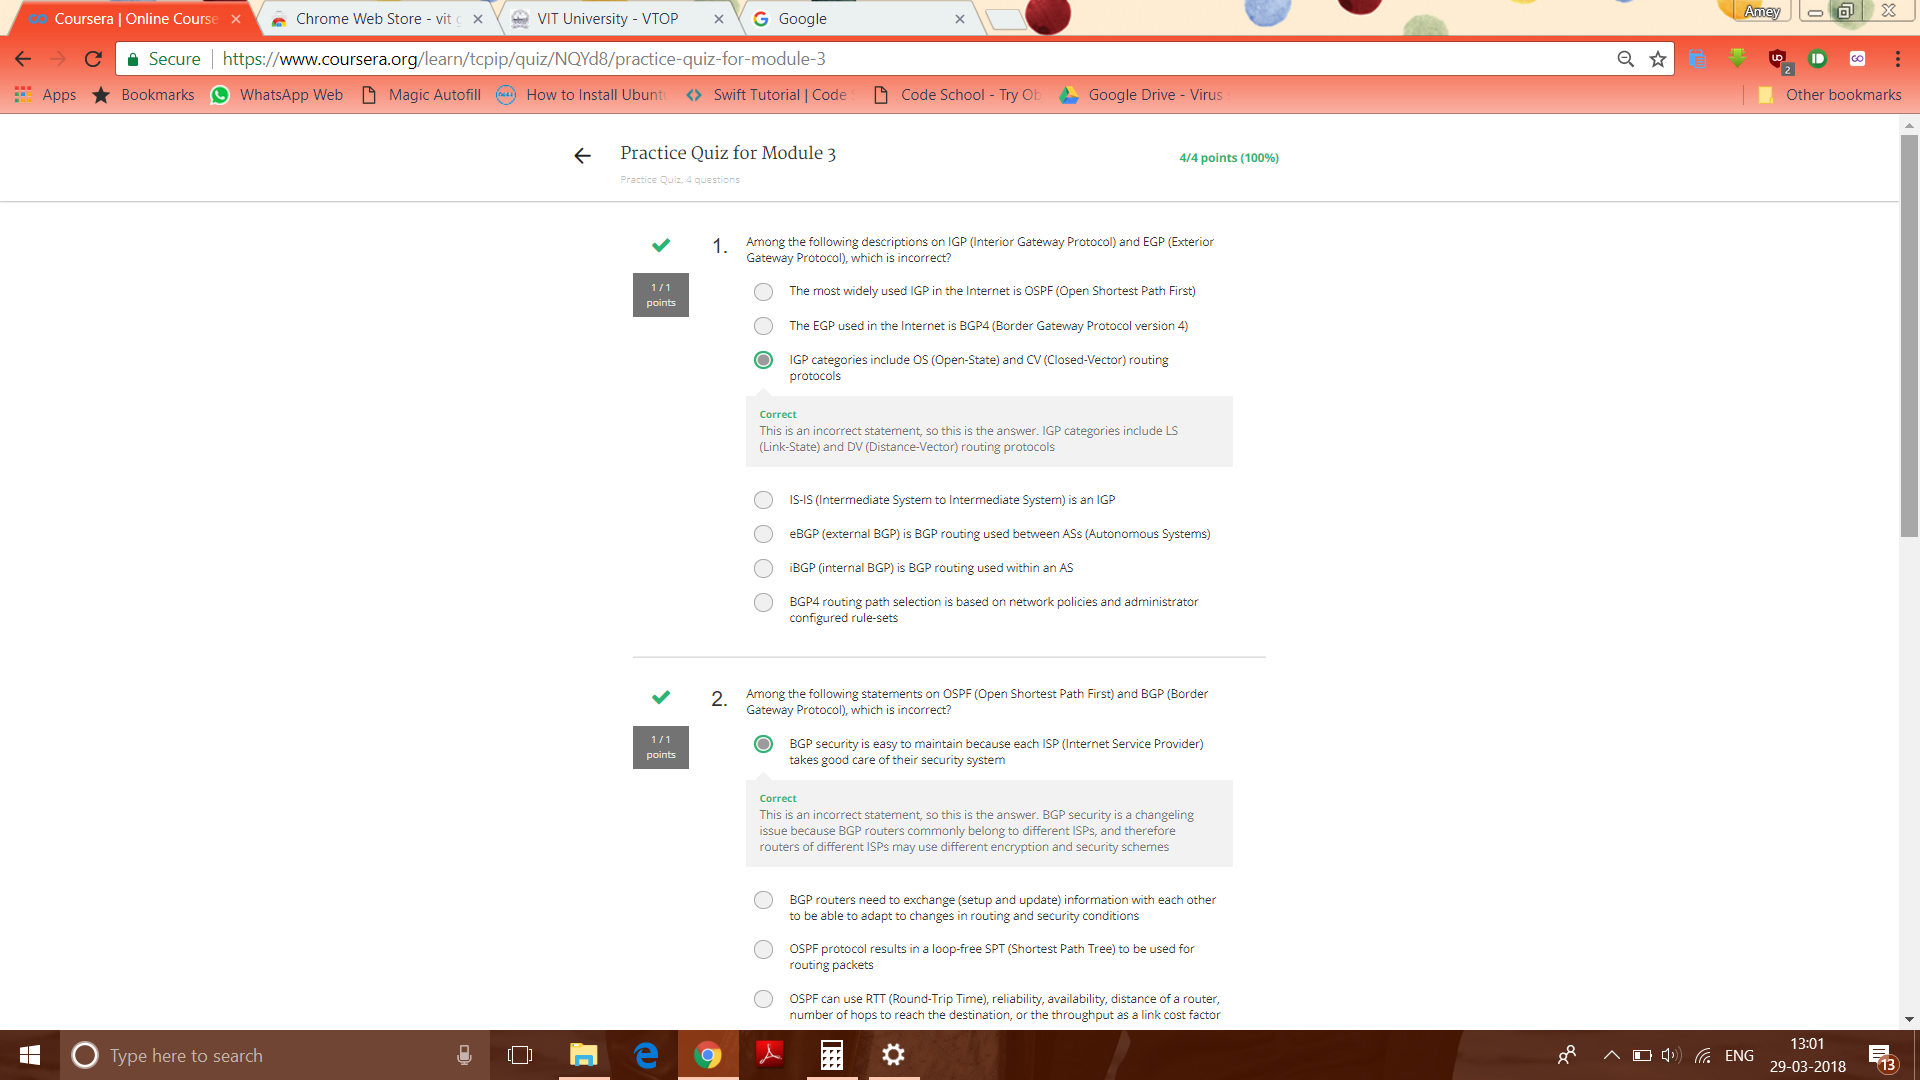 Coursera | Online Course
Chrome Web Store - vit g
VIT University - VTOP
Google
Amey
Secure
https://www.coursera.org/learn/tcpip/quiz/NQYd8/practice-quiz-for-module-3
2
Apps
Bookmarks
WhatsApp Web
Magic Autofill
How to Install Ubunt
Swift Tutorial | Code S
Code School - Try Ob
Google Drive - Virus
Other bookmarks
Practice Quiz for Module 3
4/4 points (100%)
Practice Quiz, 4 questions
1 / 1
points
1.
Among the following descriptions on IGP (Interior Gateway Protocol) and EGP (Exterior
Gateway Protocol), which is incorrect?
The most widely used IGP in the Internet is OSPF (Open Shortest Path First)
The EGP used in the Internet is BGP4 (Border Gateway Protocol version 4)
IGP categories include OS (Open-State) and CV (Closed-Vector) routing
protocols
Correct
This is an incorrect statement, so this is the answer. IGP categories include LS
(Link-State) and DV (Distance-Vector) routing protocols
IS-IS (Intermediate System to Intermediate System) is an IGP
eBGP (external BGP) is BGP routing used between ASs (Autonomous Systems)
iBGP (internal BGP) is BGP routing used within an AS
BGP4 routing path selection is based on network policies and administrator
configured rule-sets
1 / 1
points
2.
Among the following statements on OSPF (Open Shortest Path First) and BGP (Border
Gateway Protocol), which is incorrect?
BGP security is easy to maintain because each ISP (Internet Service Provider)
takes good care of their security system
Correct
This is an incorrect statement, so this is the answer. BGP security is a changeling
issue because BGP routers commonly belong to different ISPs, and therefore
routers of different ISPs may use different encryption and security schemes
BGP routers need to exchange (setup and update) information with each other
to be able to adapt to changes in routing and security conditions
OSPF protocol results in a loop-free SPT (Shortest Path Tree) to be used for
routing packets
OSPF can use RTT (Round-Trip Time), reliability, availability, distance of a router,
number of hops to reach the destination, or the throughput as a link cost factor
Type here to search
ENG
13:01
29-03-2018
13